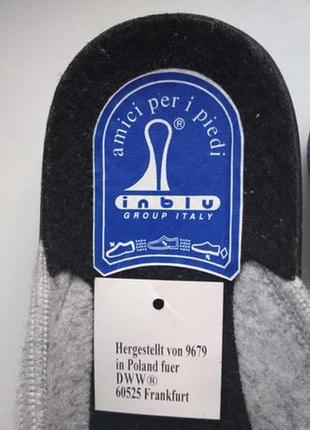 amici per i piedi
®
inblu
GROUP ITALY
Hergestellt von 9679
in Poland fuer
DWW®
60525 Frankfurt